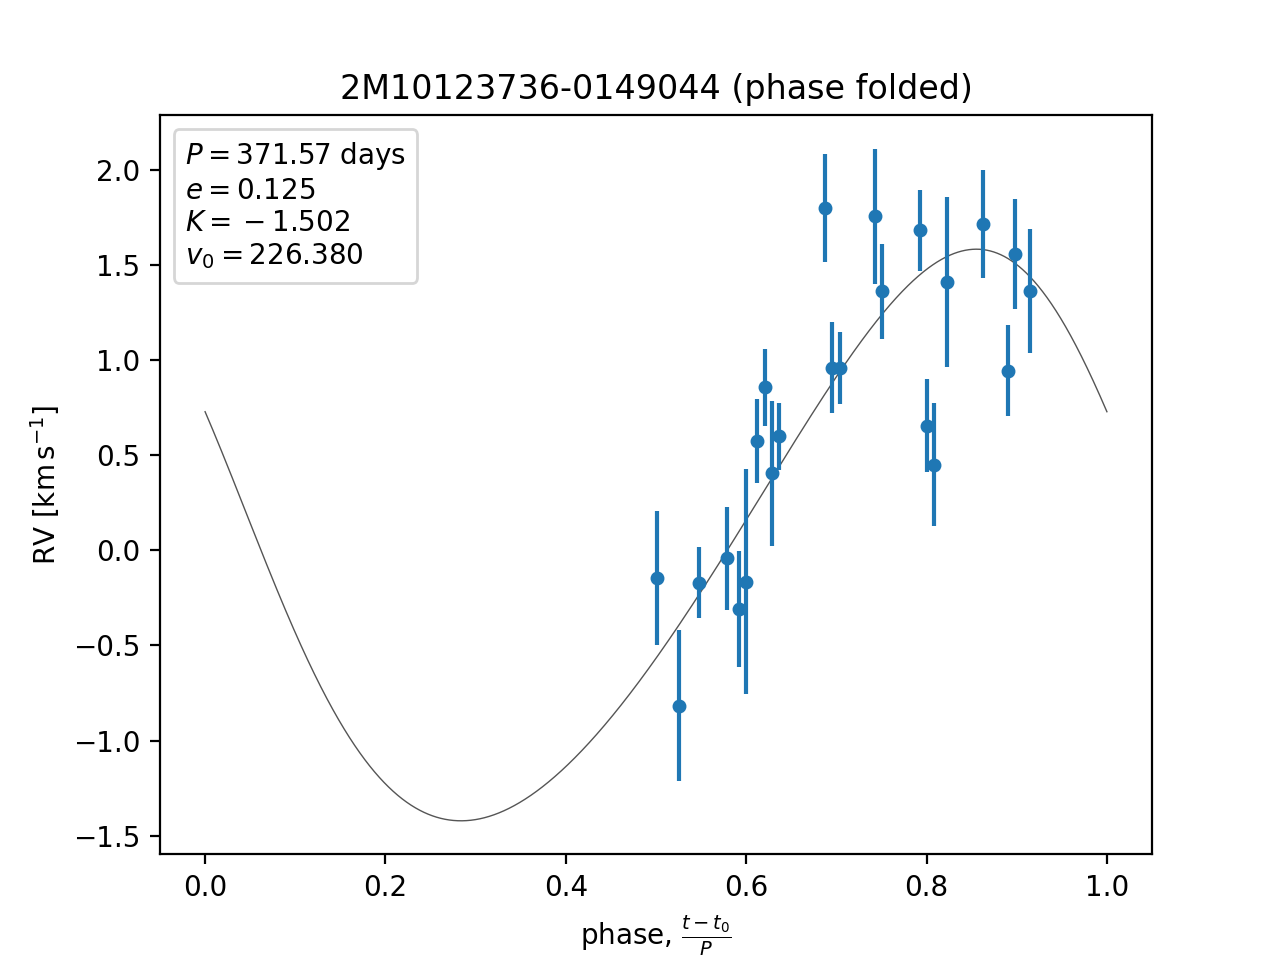 2M10123736-0149044 (phase folded)
P = 371.57 days
e = 0.125
K = −1.502
v₀ = 226.380
2.0
1.5
1.0
0.5
0.0
−0.5
−1.0
−1.5
RV [km s⁻¹]
0.0 0.2 0.4 0.6 0.8 1.0
phase, (t − t₀)/P